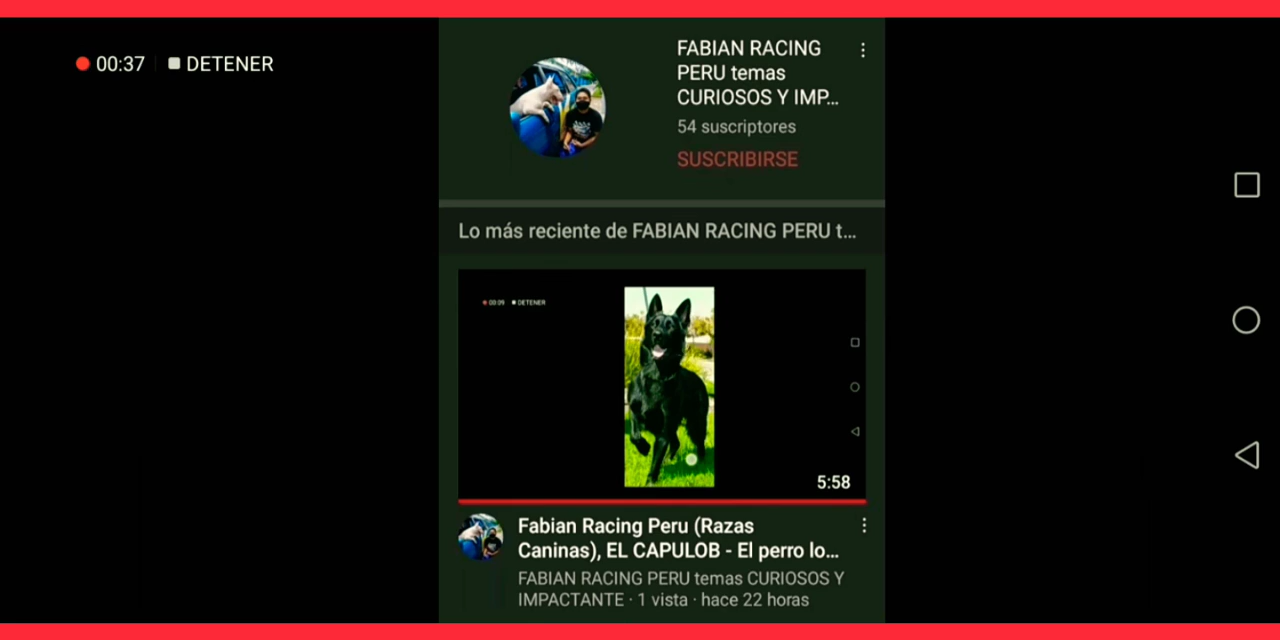 00:37 DETENER
FABIAN RACING
PERU temas
CURIOSOS Y IMP...
54 suscriptores
SUSCRIBIRSE
Lo más reciente de FABIAN RACING PERU t...
00:09 DETENER
5:58
Fabian Racing Peru (Razas
Caninas), EL CAPULOB - El perro lo...
FABIAN RACING PERU temas CURIOSOS Y
IMPACTANTE · 1 vista · hace 22 horas